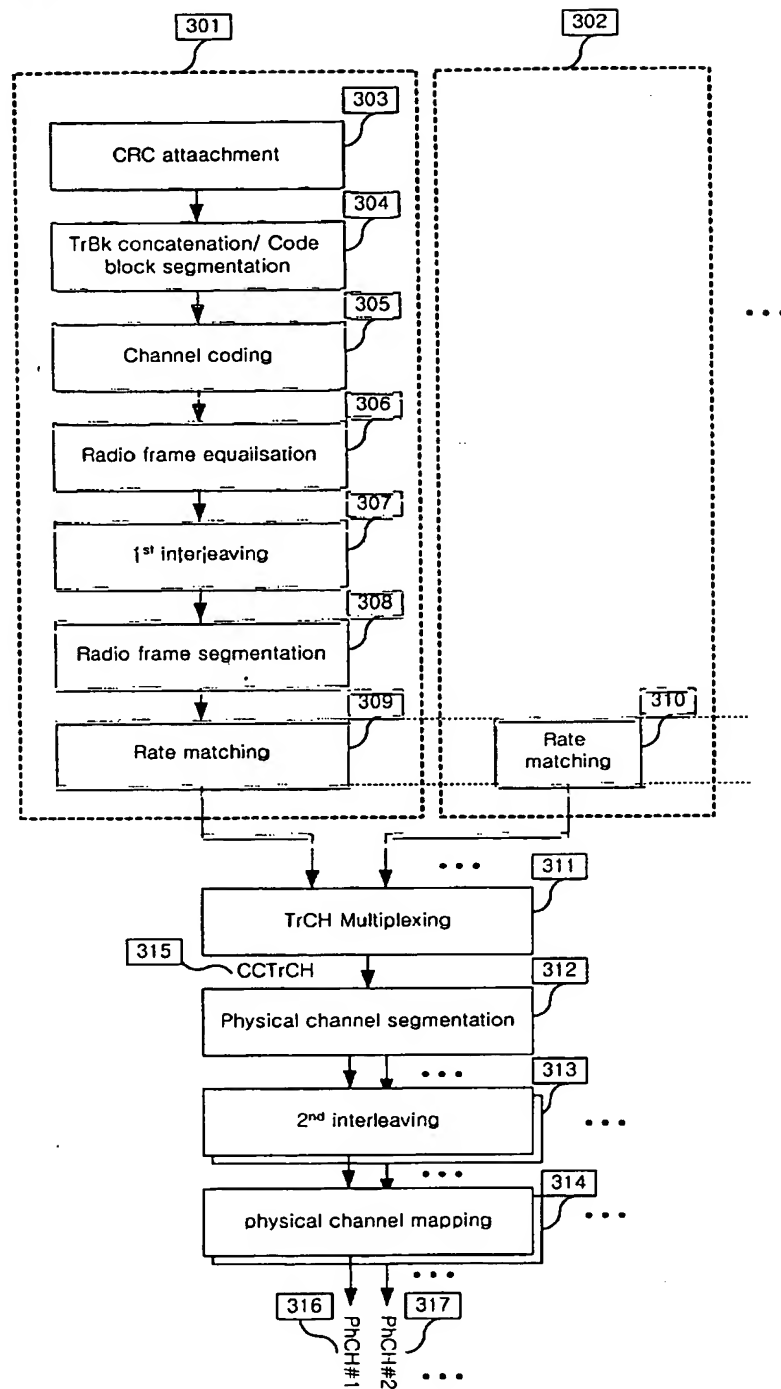 301
302
303
CRC attaachment
304
TrBk concatenation/ Code
block segmentation
305
Channel coding
306
Radio frame equalisation
307
1st interleaving
308
Radio frame segmentation
309
Rate matching
310
Rate
matching
311
TrCH Multiplexing
315
CCTrCH
312
Physical channel segmentation
313
2nd interleaving
314
physical channel mapping
316
PhCH#1
PhCH#2
317